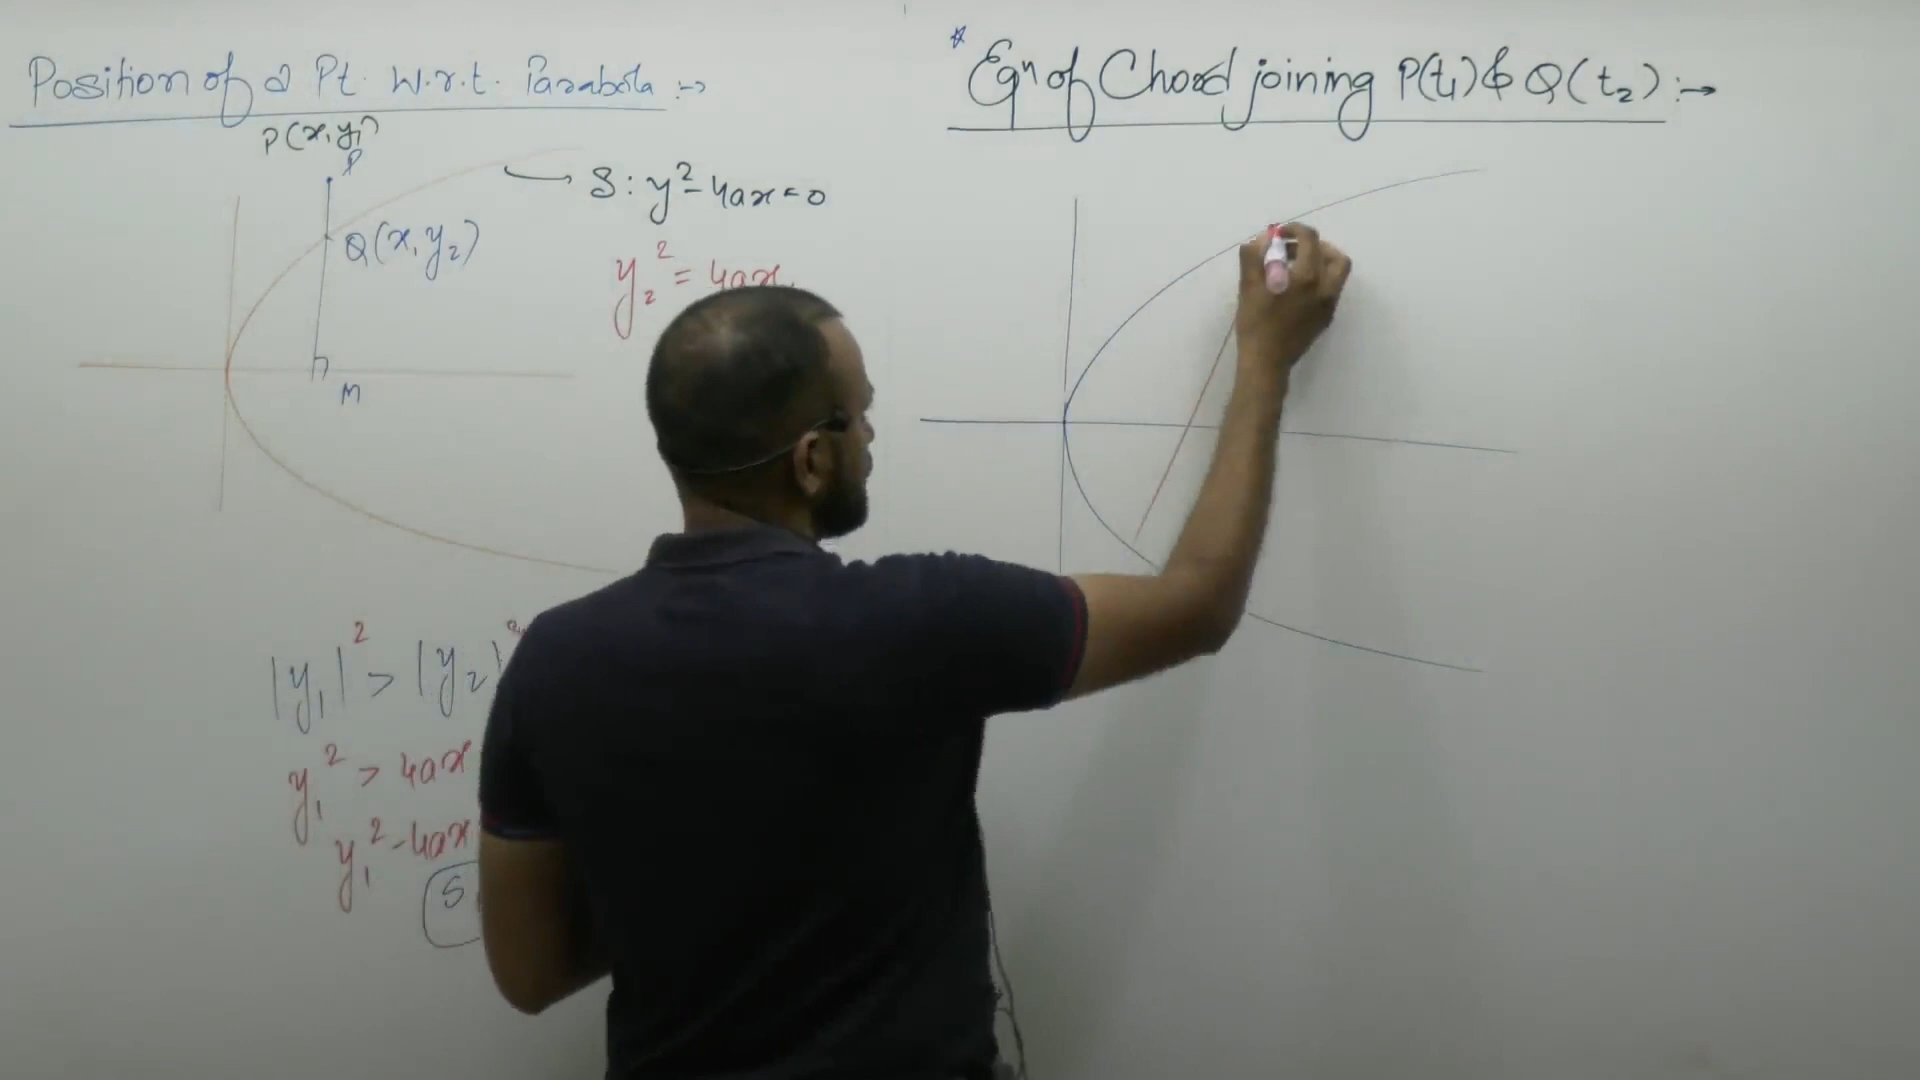 Position of a Pt. w.r.t. Parabola :→
P(x, y₁)
P
S : y² - 4ax = 0
Q(x, y₂)
y₂² = 4ax
M
|y₁|² > |y₂|
y₁² > 4ax
y₁² - 4ax
S
* Eqⁿ of Chord joining P(t₁) & Q(t₂) :→